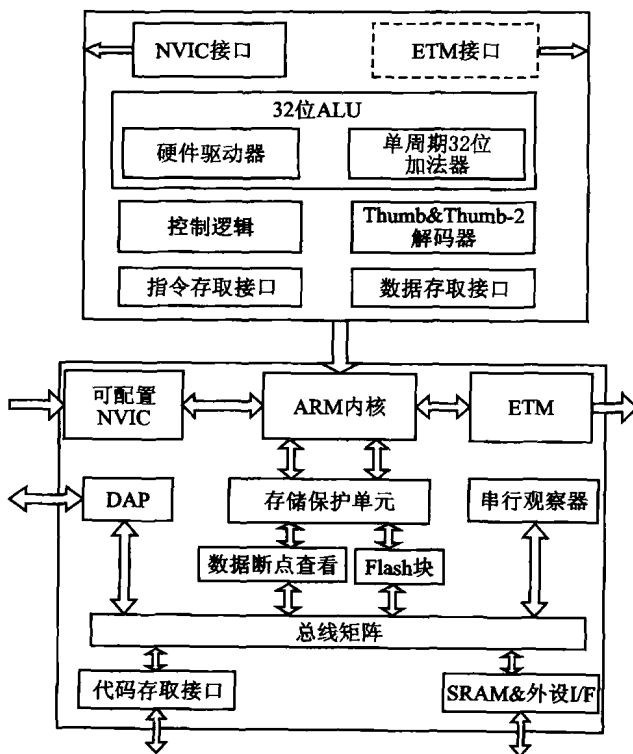 NVIC接口
ETM接口
32位ALU
硬件驱动器
单周期32位
加法器
控制逻辑
Thumb&Thumb-2
解码器
指令存取接口
数据存取接口
可配置
NVIC
ARM内核
ETM
DAP
存储保护单元
串行观察器
数据断点查看
Flash块
总线矩阵
代码存取接口
SRAM&外设I/F